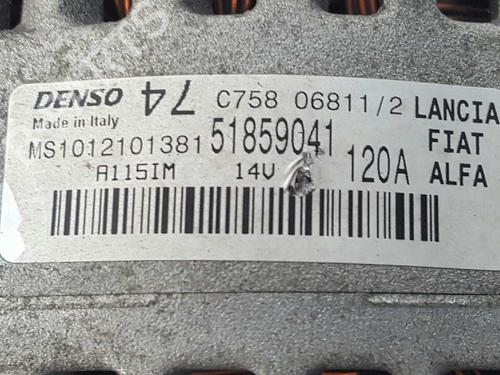 DENSO 74 C758 06811/2 LANCIA
Made in Italy FIAT
MS1012101381 51859041 120A ALFA
A115IM 14V